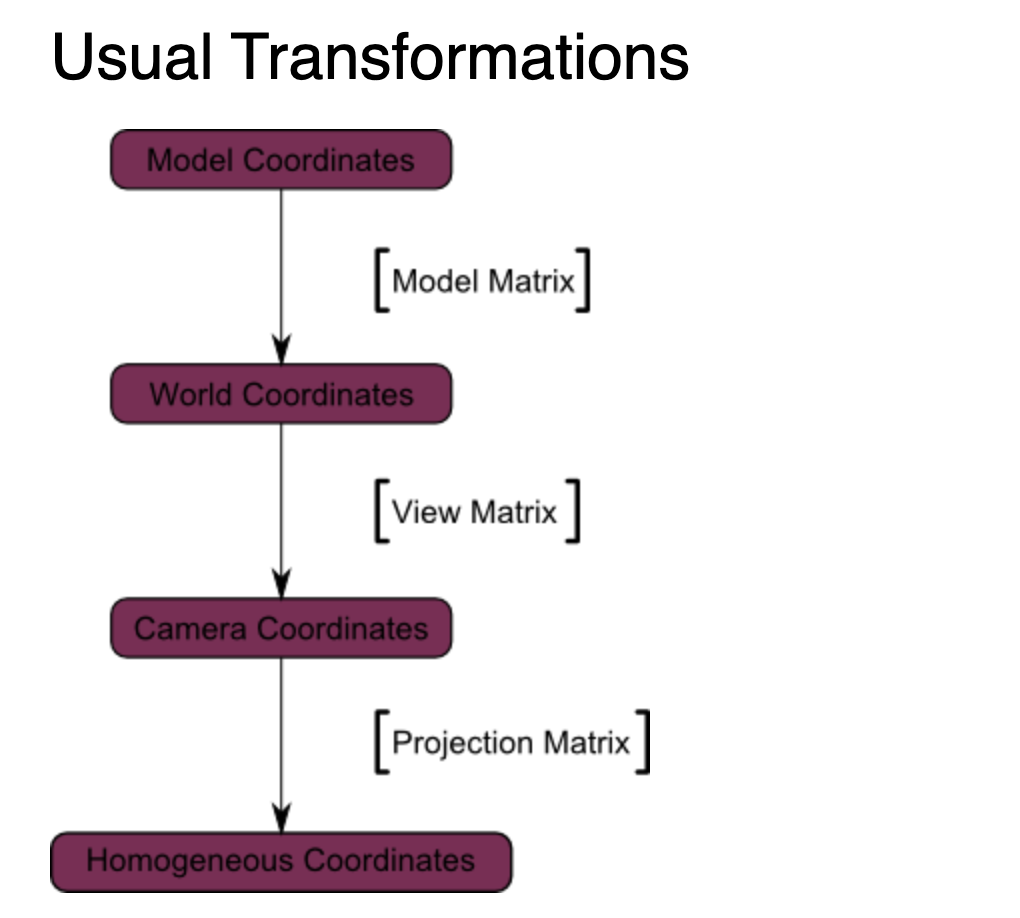 Usual Transformations
Model Coordinates
Model Matrix
World Coordinates
View Matrix
Camera Coordinates
Projection Matrix
Homogeneous Coordinates